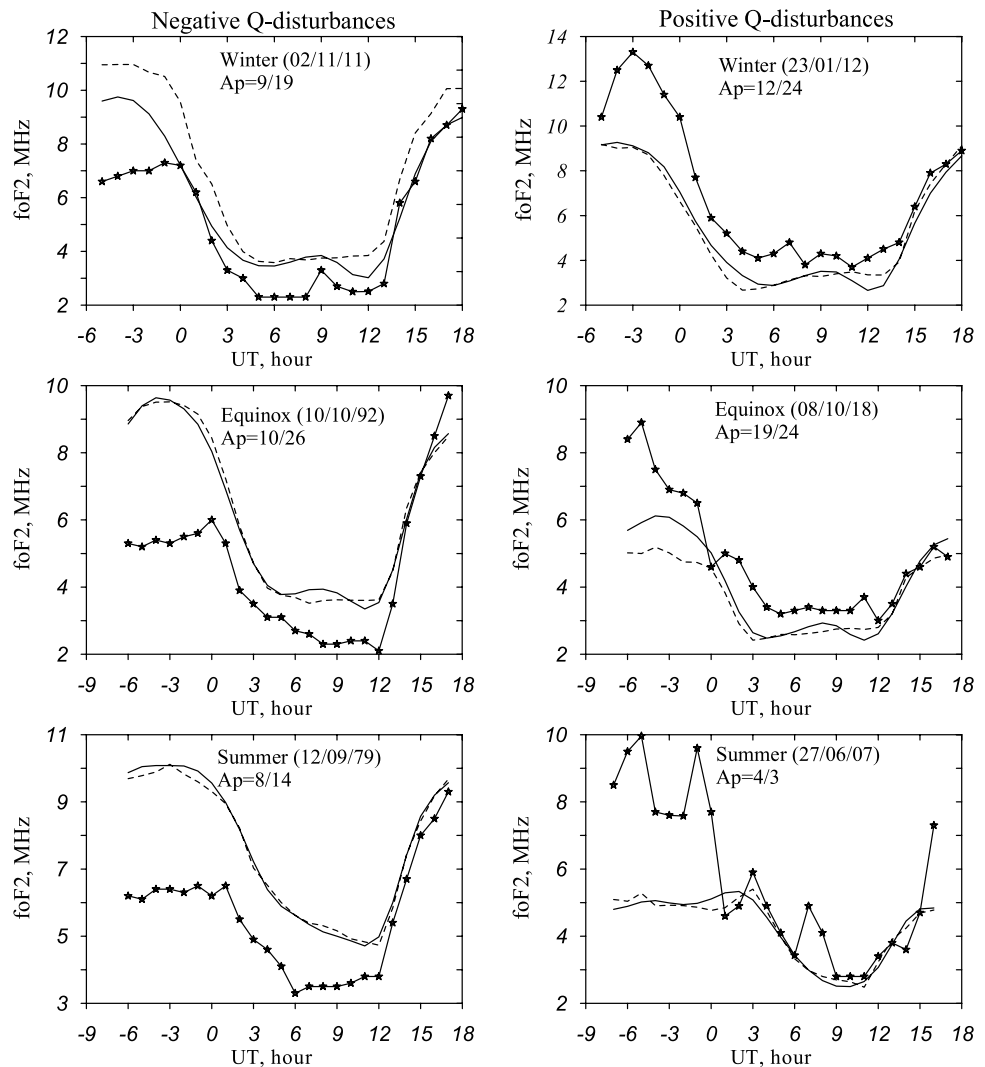 Negative Q-disturbances
Positive Q-disturbances
12
10
8
6
4
2
foF2, MHz
Winter (02/11/11)
Ap=9/19
-6 -3 0 3 6 9 12 15 18
UT, hour
14
12
10
8
6
4
2
foF2, MHz
Winter (23/01/12)
Ap=12/24
-6 -3 0 3 6 9 12 15 18
UT, hour
10
8
6
4
2
foF2, MHz
Equinox (10/10/92)
Ap=10/26
-9 -6 -3 0 3 6 9 12 15 18
UT, hour
10
8
6
4
2
foF2, MHz
Equinox (08/10/18)
Ap=19/24
-9 -6 -3 0 3 6 9 12 15 18
UT, hour
11
9
7
5
3
foF2, MHz
Summer (12/09/79)
Ap=8/14
-9 -6 -3 0 3 6 9 12 15 18
UT, hour
10
8
6
4
2
foF2, MHz
Summer (27/06/07)
Ap=4/3
-9 -6 -3 0 3 6 9 12 15 18
UT, hour